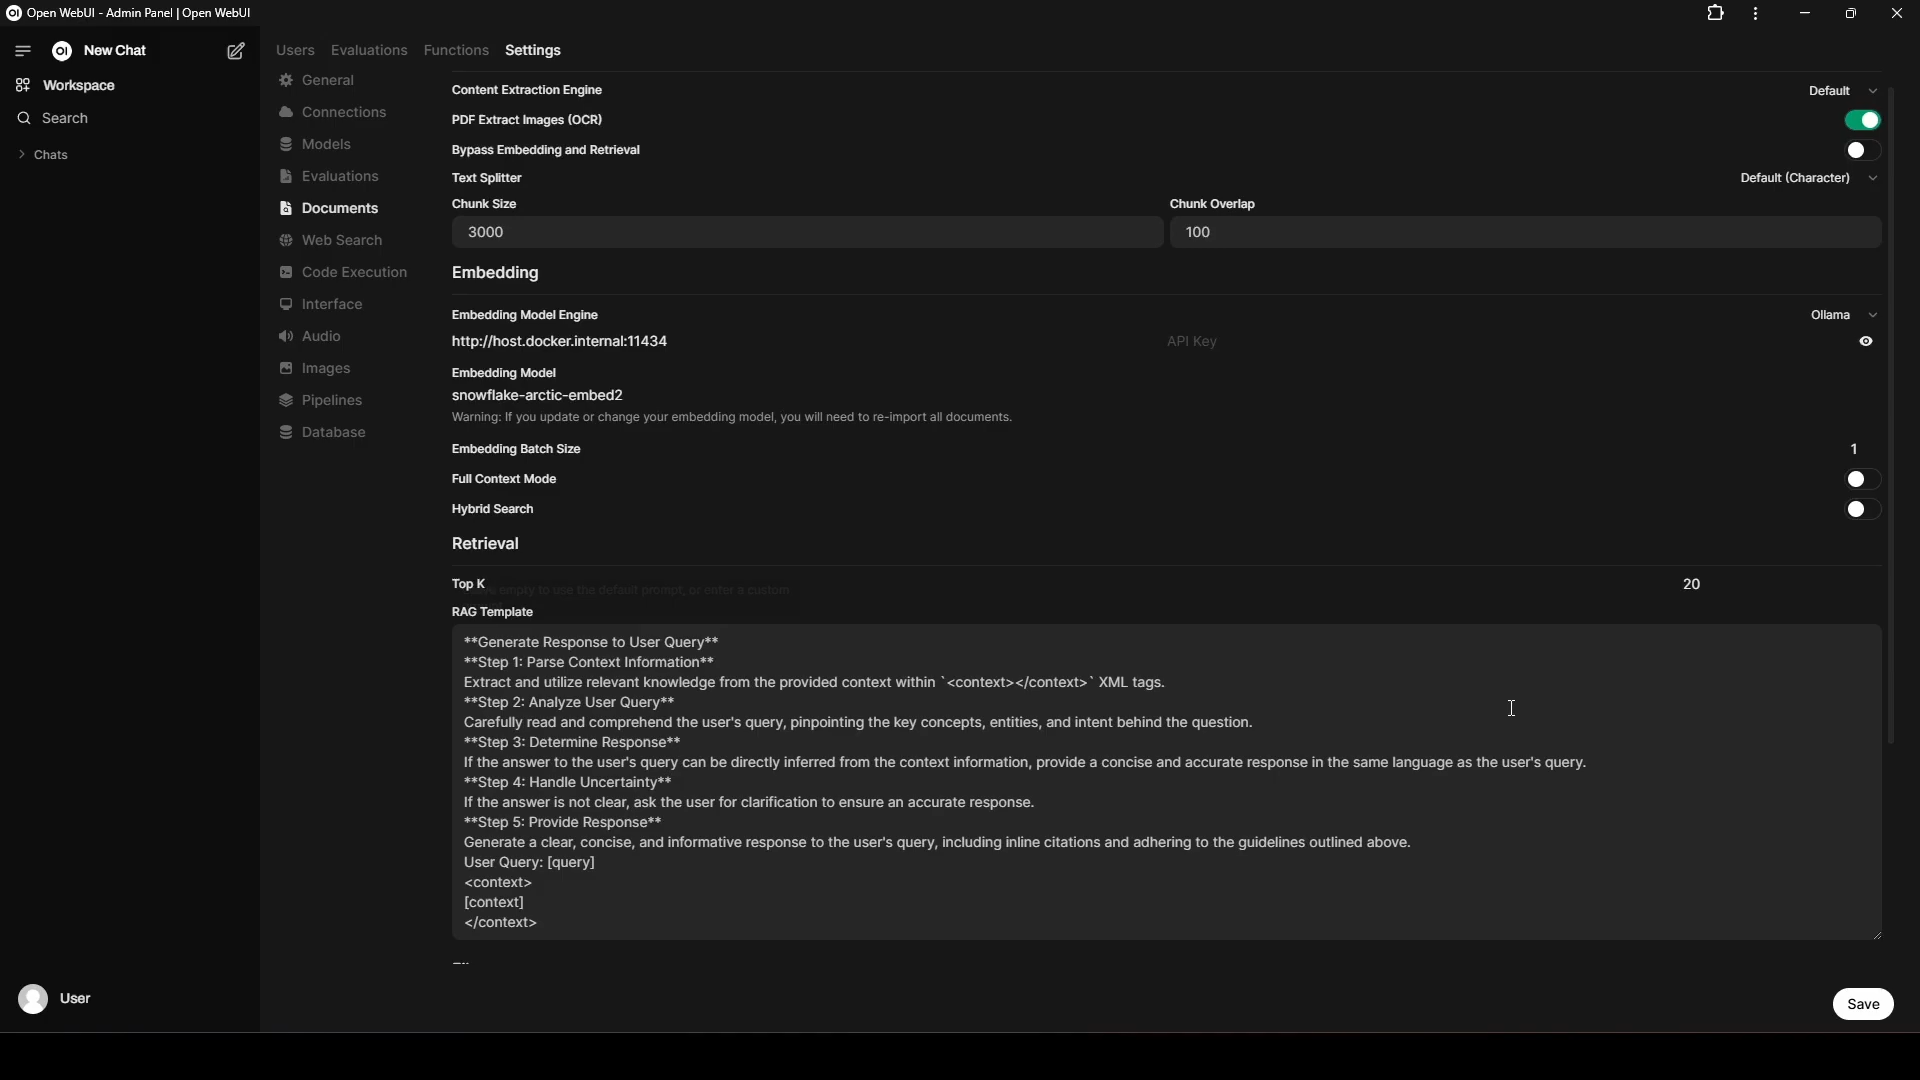 Open WebUI - Admin Panel | Open WebUI
OI New Chat
Workspace
Search
Chats
User
Users Evaluations Functions Settings
General
Connections
Models
Evaluations
Documents
Web Search
Code Execution
Interface
Audio
Images
Pipelines
Database
Content Extraction Engine Default
PDF Extract Images (OCR)
Bypass Embedding and Retrieval
Text Splitter Default (Character)
Chunk Size Chunk Overlap
3000 100
Embedding
Embedding Model Engine Ollama
http://host.docker.internal:11434 API Key
Embedding Model
snowflake-arctic-embed2
Warning: If you update or change your embedding model, you will need to re-import all documents.
Embedding Batch Size 1
Full Context Mode
Hybrid Search
Retrieval
Top K 20
empty to use the default prompt, or enter a custom
RAG Template
**Generate Response to User Query**
**Step 1: Parse Context Information**
Extract and utilize relevant knowledge from the provided context within `<context></context>` XML tags.
**Step 2: Analyze User Query**
Carefully read and comprehend the user's query, pinpointing the key concepts, entities, and intent behind the question.
**Step 3: Determine Response**
If the answer to the user's query can be directly inferred from the context information, provide a concise and accurate response in the same language as the user's query.
**Step 4: Handle Uncertainty**
If the answer is not clear, ask the user for clarification to ensure an accurate response.
**Step 5: Provide Response**
Generate a clear, concise, and informative response to the user's query, including inline citations and adhering to the guidelines outlined above.
User Query: [query]
<context>
[context]
</context>
Save